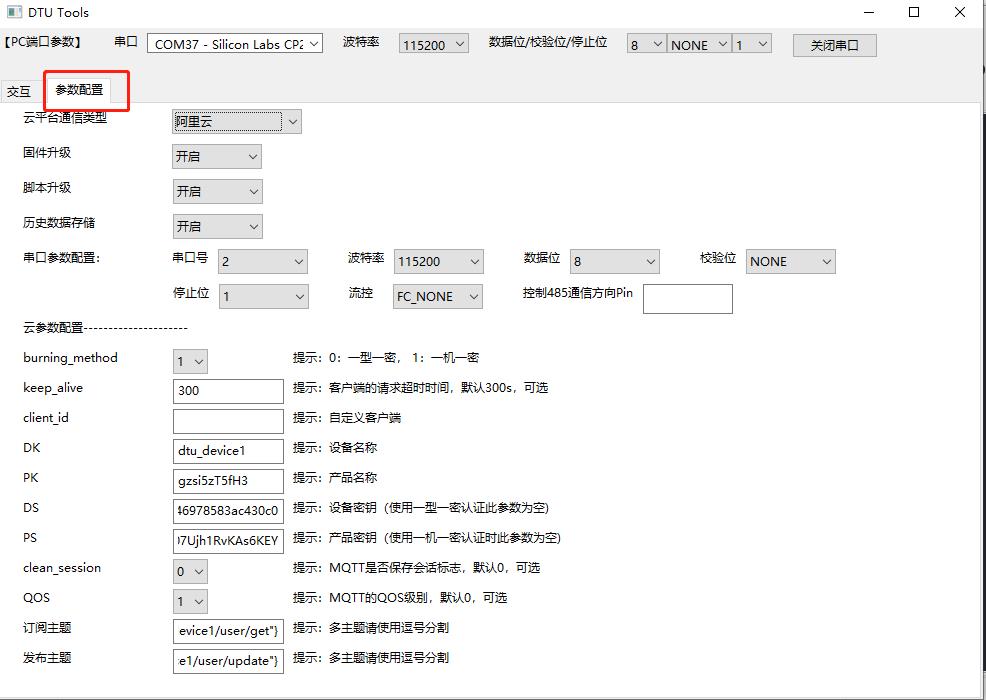 DTU Tools
【PC端口参数】 串口 COM37 - Silicon Labs CP2 波特率 115200 数据位/校验位/停止位 8 NONE 1 关闭串口
交互 参数配置
云平台通信类型 阿里云
固件升级 开启
脚本升级 开启
历史数据存储 开启
串口参数配置: 串口号 2 波特率 115200 数据位 8 校验位 NONE
停止位 1 流控 FC_NONE 控制485通信方向Pin
云参数配置---------------------
burning_method 1 提示：0：一型一密， 1：一机一密
keep_alive 300 提示：客户端的请求超时时间，默认300s，可选
client_id 提示：自定义客户端
DK dtu_device1 提示：设备名称
PK gzsi5zT5fH3 提示：产品名称
DS 46978583ac430c0 提示：设备密钥（使用一型一密认证此参数为空)
PS 07Ujh1RvKAs6KEY 提示：产品密钥（使用一机一密认证时此参数为空)
clean_session 0 提示：MQTT是否保存会话标志，默认0，可选
QOS 1 提示：MQTT的QOS级别，默认0，可选
订阅主题 evice1/user/get"} 提示：多主题请使用逗号分割
发布主题 e1/user/update"} 提示：多主题请使用逗号分割